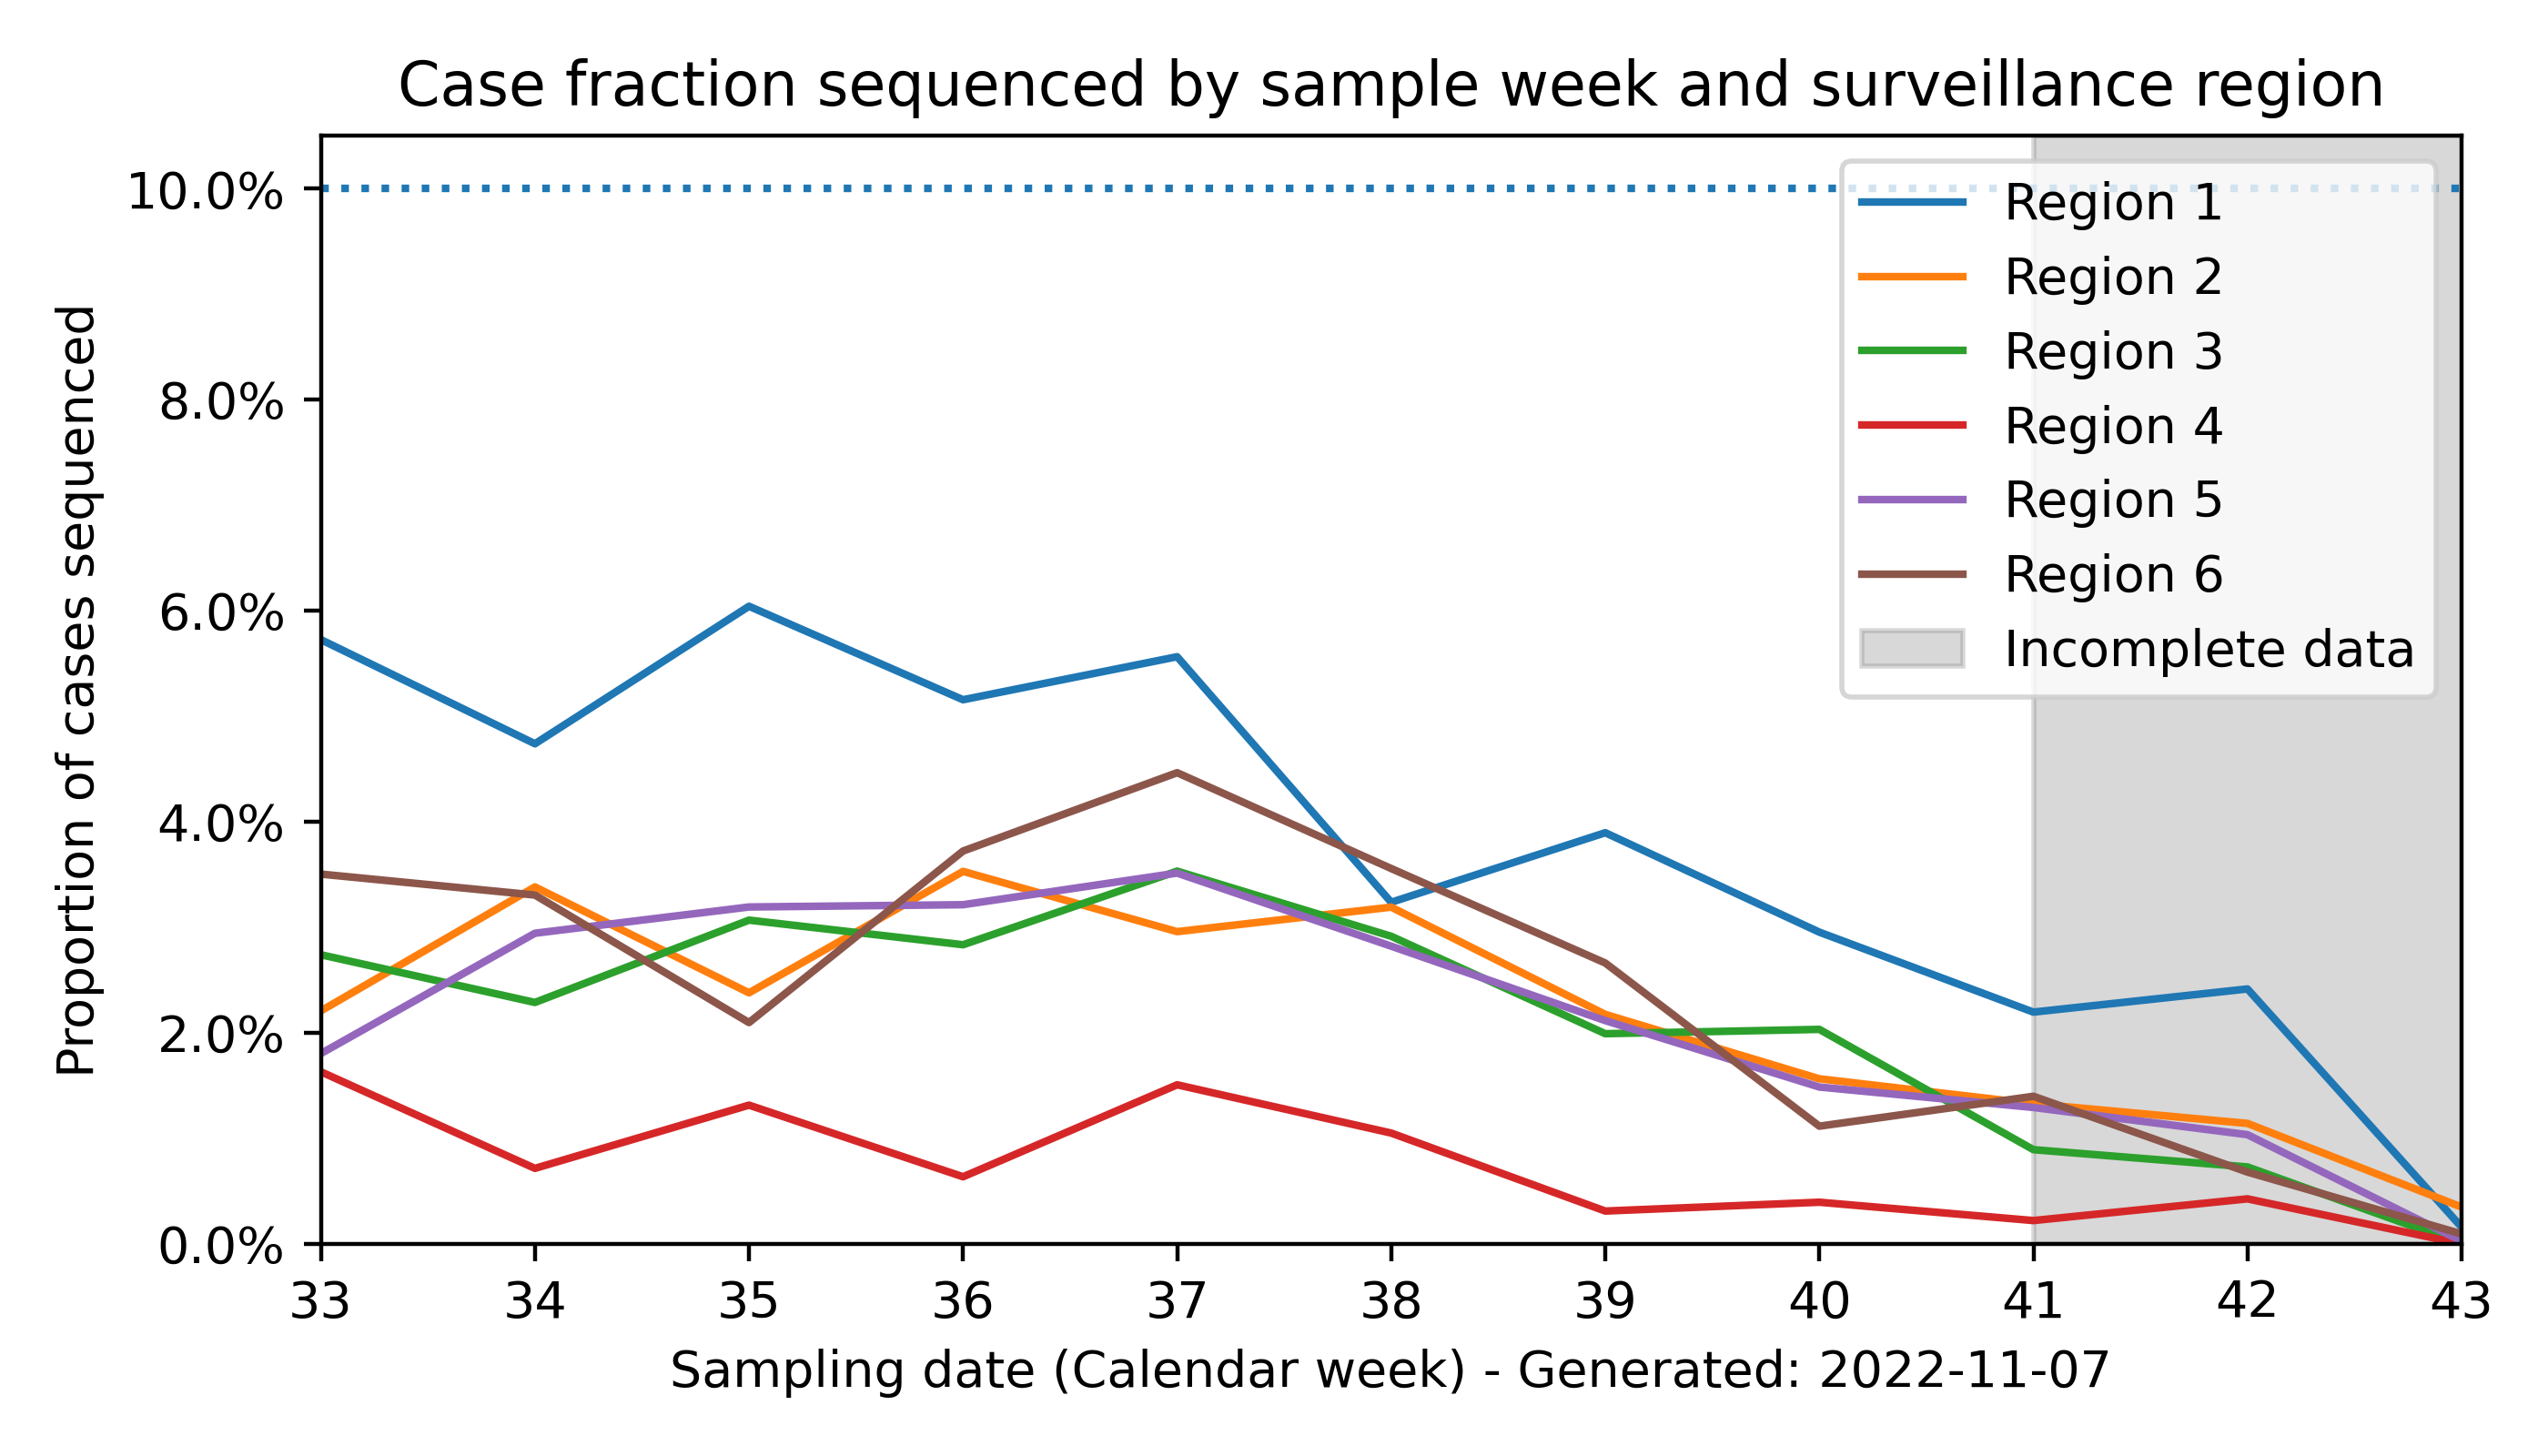 Case fraction sequenced by sample week and surveillance region
Proportion of cases sequenced
10.0%
8.0%
6.0%
4.0%
2.0%
0.0%
Region 1
Region 2
Region 3
Region 4
Region 5
Region 6
Incomplete data
33 34 35 36 37 38 39 40 41 42 43
Sampling date (Calendar week) - Generated: 2022-11-07